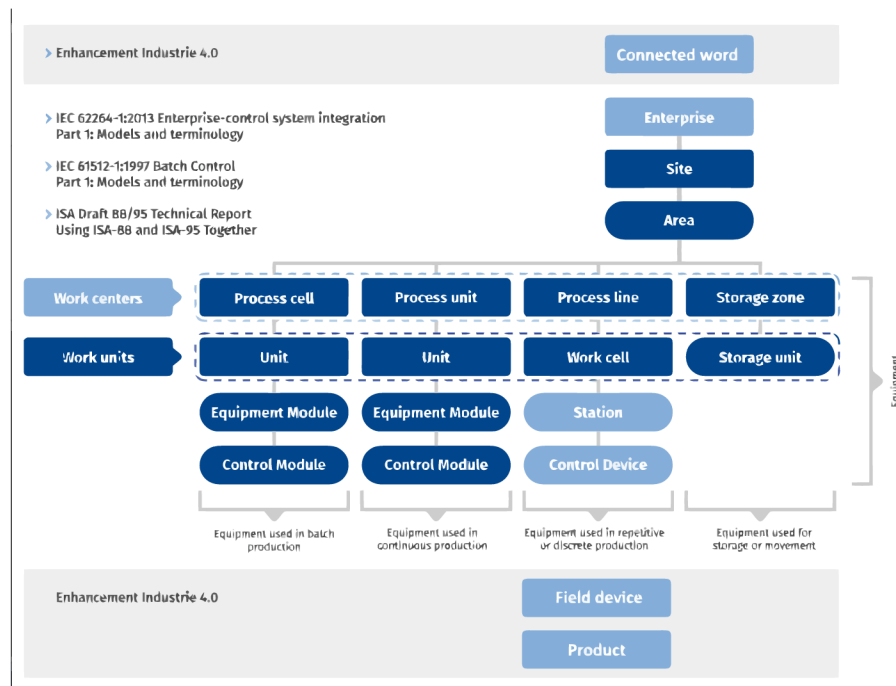 Enhancement Industrie 4.0
Connected word
IEC 62264-1:2013 Enterprise-control system integration
Part 1: Models and terminology
IEC 61512-1:1997 Batch Control
Part 1: Models and terminology
ISA Draft 88/95 Technical Report
Using ISA-88 and ISA-95 Together
Enterprise
Site
Area
Work centers
Process cell
Process unit
Process line
Storage zone
Work units
Unit
Unit
Work cell
Storage unit
Equipment Module
Equipment Module
Station
Control Module
Control Module
Control Device
Equipment
Equipment used in batch
production
Equipment used in
continuous production
Equipment used in repetitive
or discrete production
Equipment used for
storage or movement
Enhancement Industrie 4.0
Field device
Product